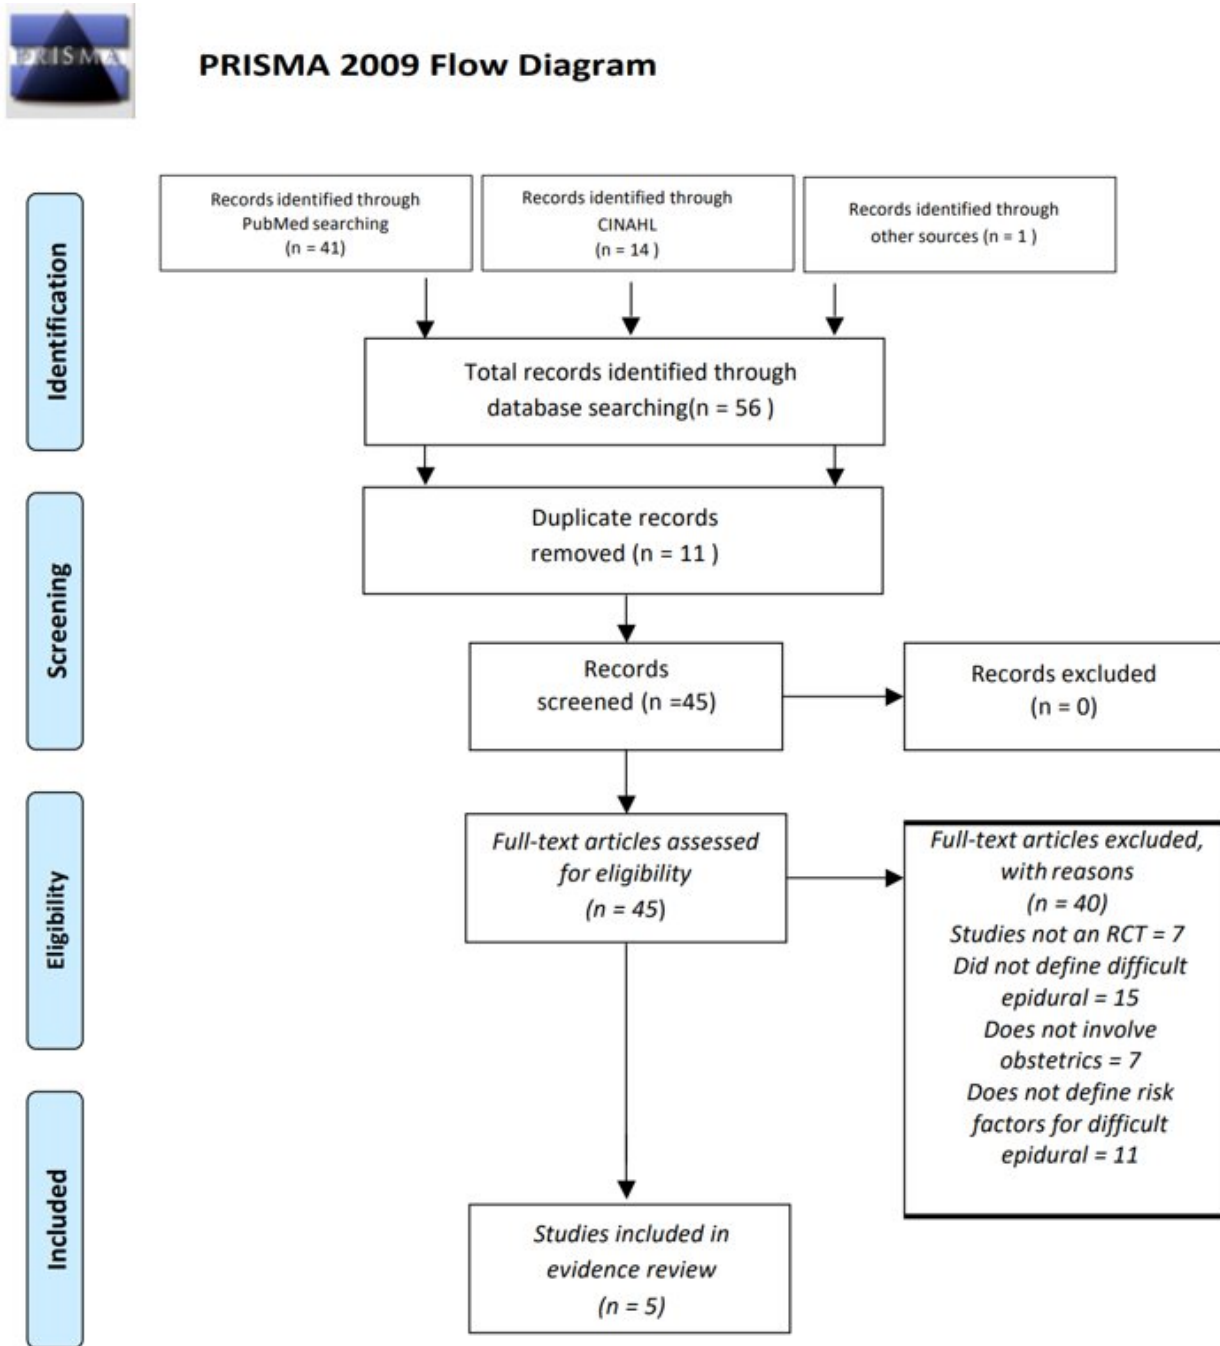 PRISMA
PRISMA 2009 Flow Diagram
Identification
Records identified through
PubMed searching
(n = 41)
Records identified through
CINAHL
(n = 14 )
Records identified through
other sources (n = 1 )
Total records identified through
database searching(n = 56 )
Screening
Duplicate records
removed (n = 11 )
Records
screened (n =45)
Records excluded
(n = 0)
Eligibility
Full-text articles assessed
for eligibility
(n = 45)
Full-text articles excluded,
with reasons
(n = 40)
Studies not an RCT = 7
Did not define difficult
epidural = 15
Does not involve
obstetrics = 7
Does not define risk
factors for difficult
epidural = 11
Included
Studies included in
evidence review
(n = 5)